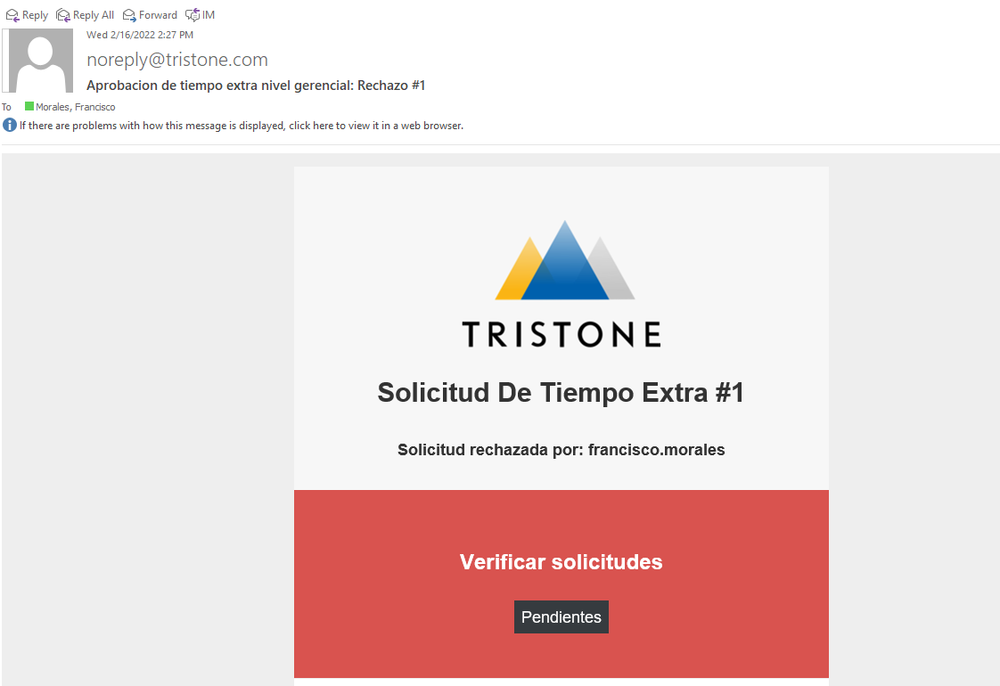 Reply Reply All Forward IM
Wed 2/16/2022 2:27 PM
noreply@tristone.com
Aprobacion de tiempo extra nivel gerencial: Rechazo #1
To Morales, Francisco
If there are problems with how this message is displayed, click here to view it in a web browser.
TRISTONE
Solicitud De Tiempo Extra #1
Solicitud rechazada por: francisco.morales
Verificar solicitudes
Pendientes